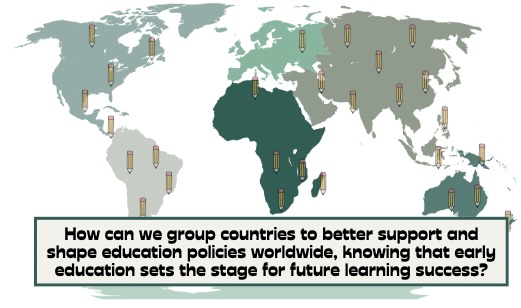 How can we group countries to better support and
shape education policies worldwide, knowing that early
education sets the stage for future learning success?